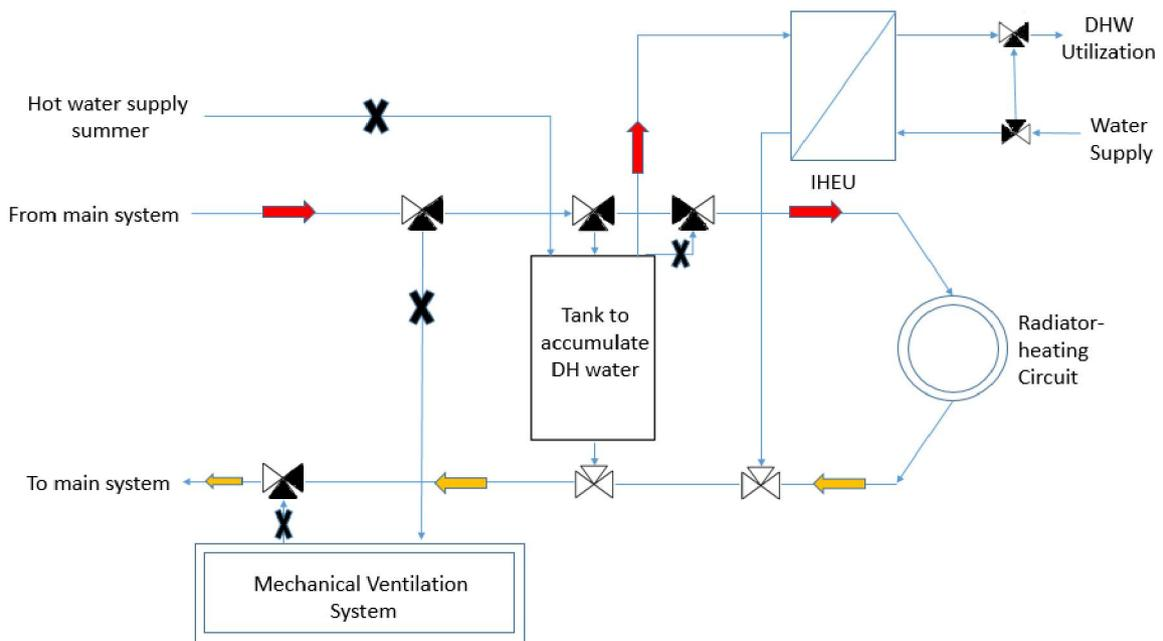 DHW
Utilization
Hot water supply
summer
Water
Supply
IHEU
From main system
Tank to
accumulate
DH water
Radiator-
heating
Circuit
To main system
Mechanical Ventilation
System